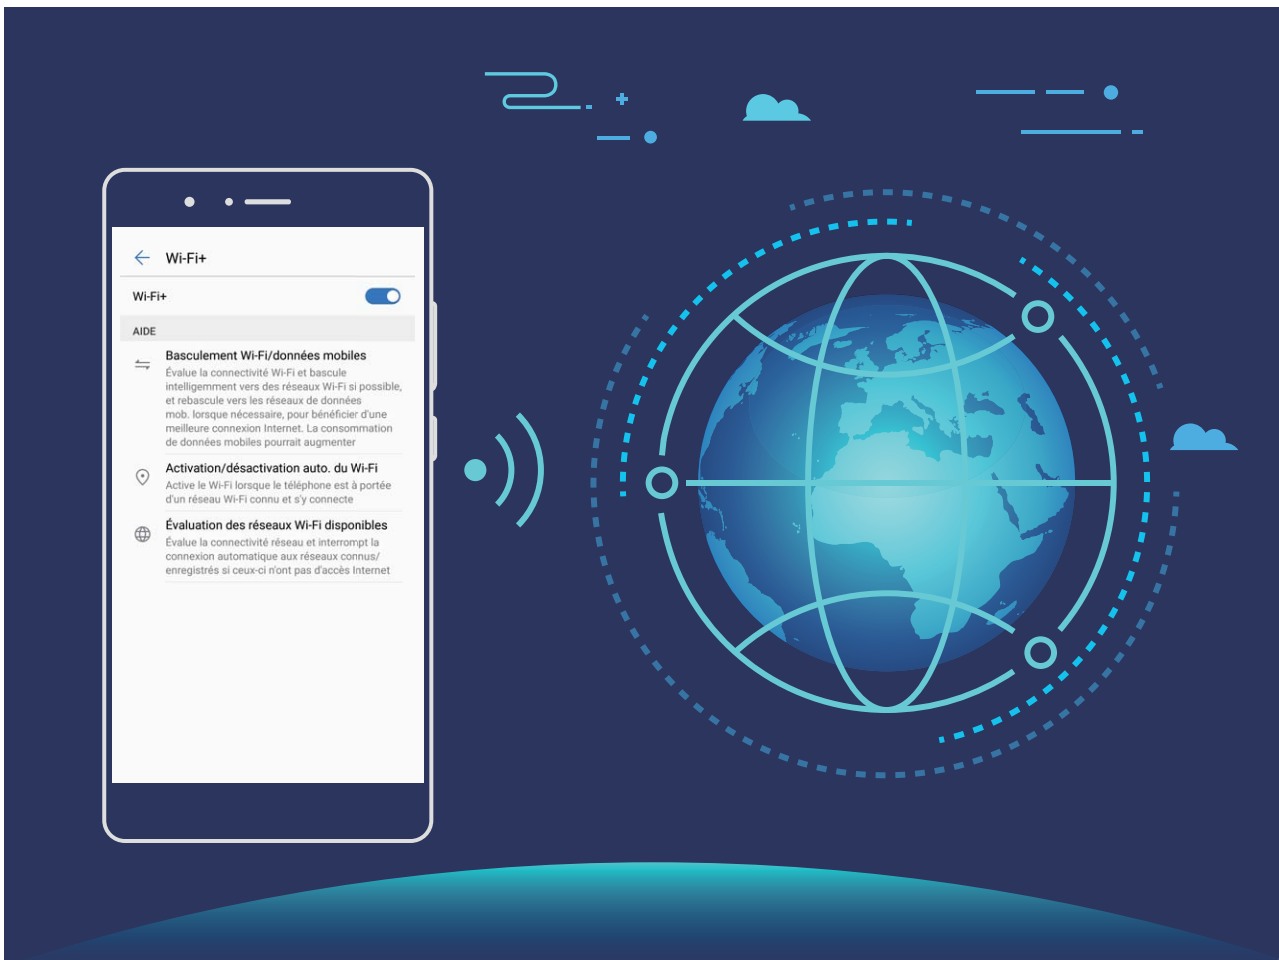 Wi-Fi+
Wi-Fi+
AIDE
Basculement Wi-Fi/données mobiles
Évalue la connectivité Wi-Fi et bascule
intelligemment vers des réseaux Wi-Fi si possible,
et rebascule vers les réseaux de données
mob. lorsque nécessaire, pour bénéficier d'une
meilleure connexion Internet. La consommation
de données mobiles pourrait augmenter
Activation/désactivation auto. du Wi-Fi
Active le Wi-Fi lorsque le téléphone est à portée
d'un réseau Wi-Fi connu et s'y connecte
Évaluation des réseaux Wi-Fi disponibles
Évalue la connectivité réseau et interrompt la
connexion automatique aux réseaux connus/
enregistrés si ceux-ci n'ont pas d'accès Internet